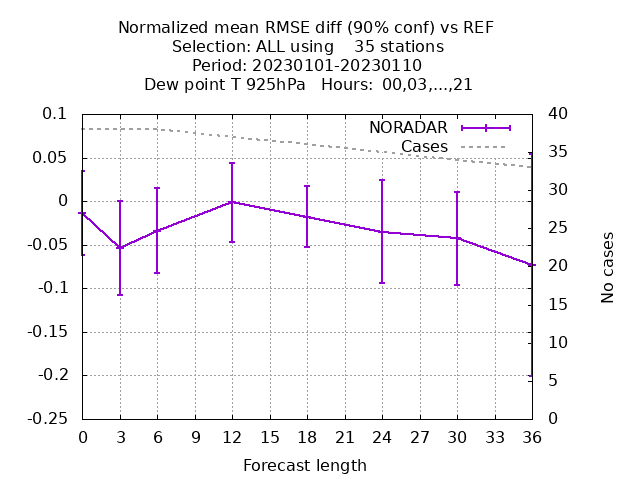 Normalized mean RMSE diff (90% conf) vs REF
Selection: ALL using    35 stations
Period: 20230101-20230110
Dew point T 925hPa   Hours:  00,03,...,21
NORADAR
Cases
0.1
0.05
0
-0.05
-0.1
-0.15
-0.2
-0.25
40
35
30
25
20
15
10
5
0
No cases
0 3 6 9 12 15 18 21 24 27 30 33 36
Forecast length